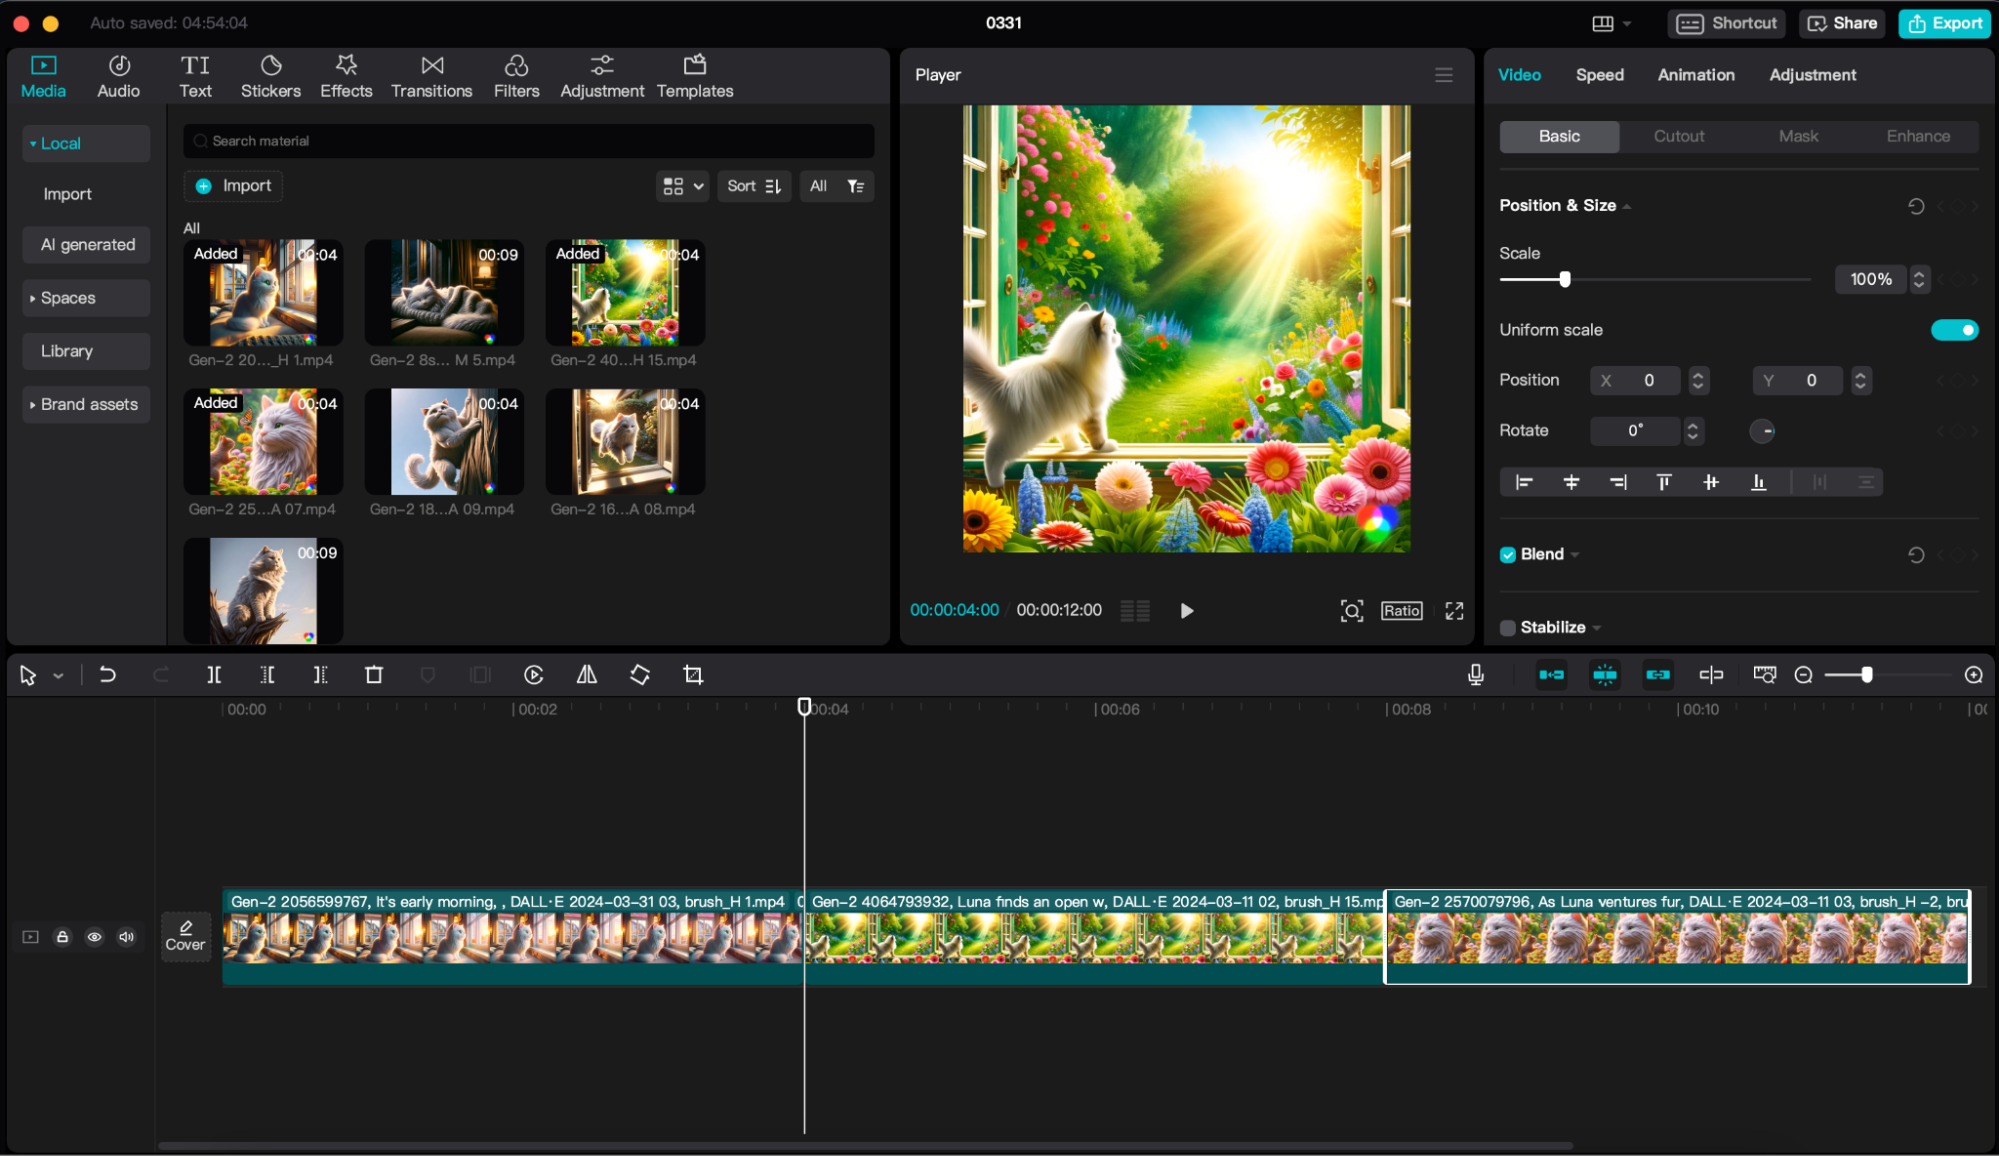 Auto saved: 04:54:04
0331
Shortcut
Share
Export
Media
Audio
Text
Stickers
Effects
Transitions
Filters
Adjustment
Templates
Local
Import
AI generated
Spaces
Library
Brand assets
Search material
Import
Sort
All
All
Added
00:04
00:09
Added
00:04
Gen-2 20..._H 1.mp4
Gen-2 8s... M 5.mp4
Gen-2 40...H 15.mp4
Added
00:04
00:04
00:04
Gen-2 25...A 07.mp4
Gen-2 18...A 09.mp4
Gen-2 16...A 08.mp4
00:09
Player
00:00:04:00 / 00:00:12:00
Ratio
Video
Speed
Animation
Adjustment
Basic
Cutout
Mask
Enhance
Position & Size
Scale
100%
Uniform scale
Position
X 0
Y 0
Rotate
0°
Blend
Stabilize
00:00
00:02
00:04
00:06
00:08
00:10
Cover
Gen-2 2056599767, It's early morning, , DALL·E 2024-03-31 03, brush_H 1.mp4
Gen-2 4064793932, Luna finds an open w, DALL·E 2024-03-11 02, brush_H 15.mp
Gen-2 2570079796, As Luna ventures fur, DALL·E 2024-03-11 03, brush_H -2, bru